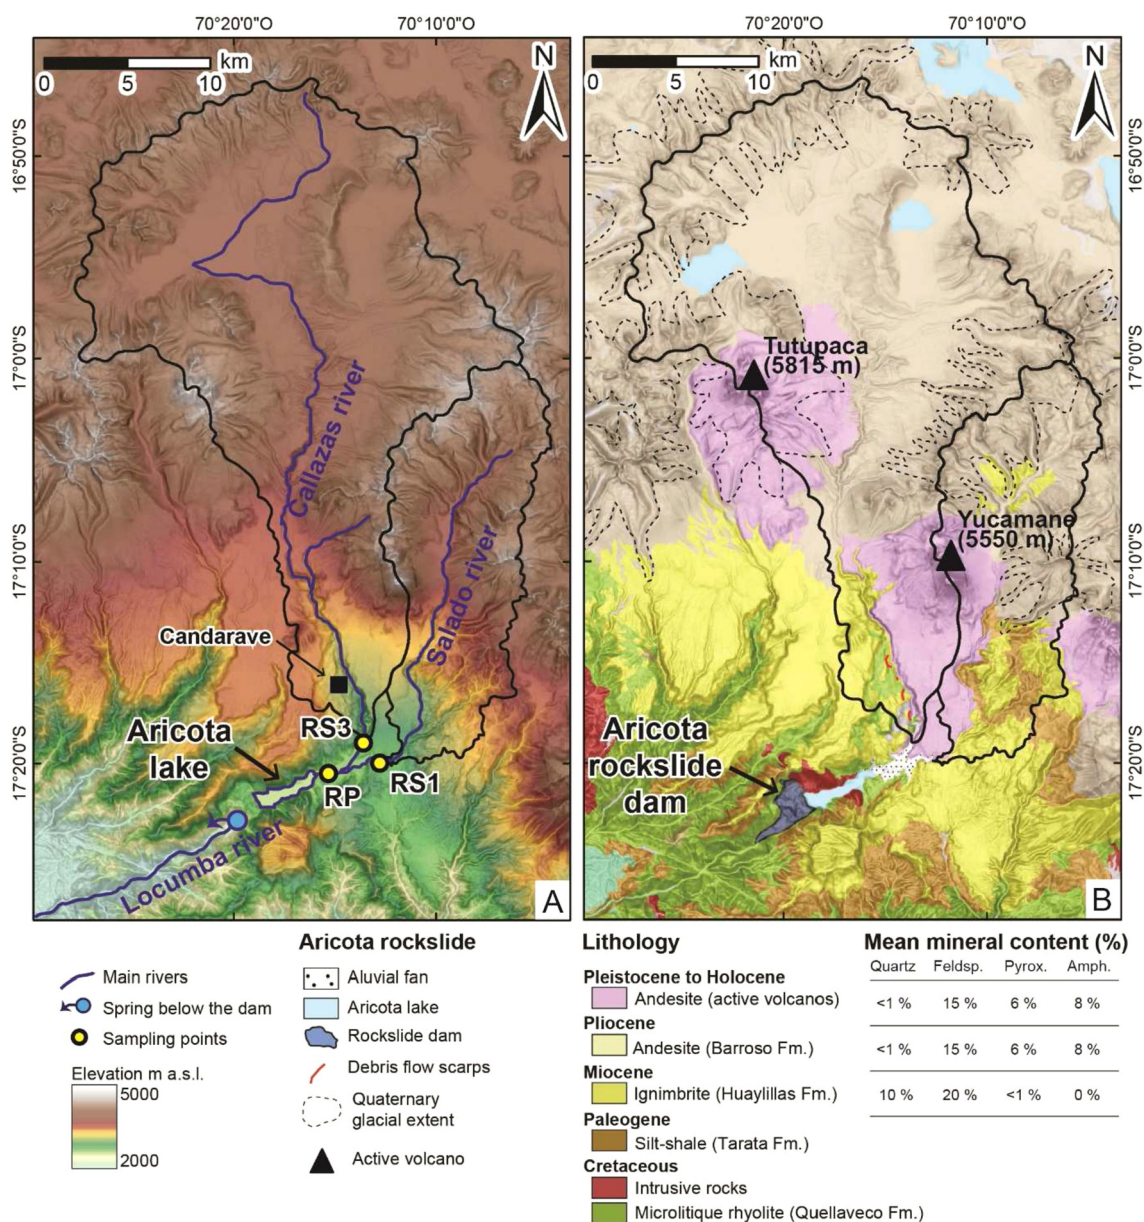 70°20'0"W
70°10'0"W
70°20'0"W
70°10'0"W
0
5
10
km
N
0
5
10
km
N
16°50'0"S
17°0'0"S
17°10'0"S
17°20'0"S
16°50'0"S
17°0'0"S
17°10'0"S
17°20'0"S
Callazas river
Salado river
Candarave
RS3
Aricota
lake
RP
RS1
Locumba river
A
Tutupaca
(5815 m)
Yucamane
(5550 m)
Aricota
rockslide
dam
B
Main rivers
Spring below the dam
Sampling points
Elevation m a.s.l.
5000
2000
Aricota rockslide
Aluvial fan
Aricota lake
Rockslide dam
Debris flow scarps
Quaternary
glacial extent
Active volcano
Lithology
Pleistocene to Holocene
Andesite (active volcanos)
Pliocene
Andesite (Barroso Fm.)
Miocene
Ignimbrite (Huaylillas Fm.)
Paleogene
Silt-shale (Tarata Fm.)
Cretaceous
Intrusive rocks
Microlitique rhyolite (Quellaveco Fm.)
Mean mineral content (%)
Quartz Feldsp. Pyrox. Amph.
<1 % 15 % 6 % 8 %
<1 % 15 % 6 % 8 %
10 % 20 % <1 % 0 %